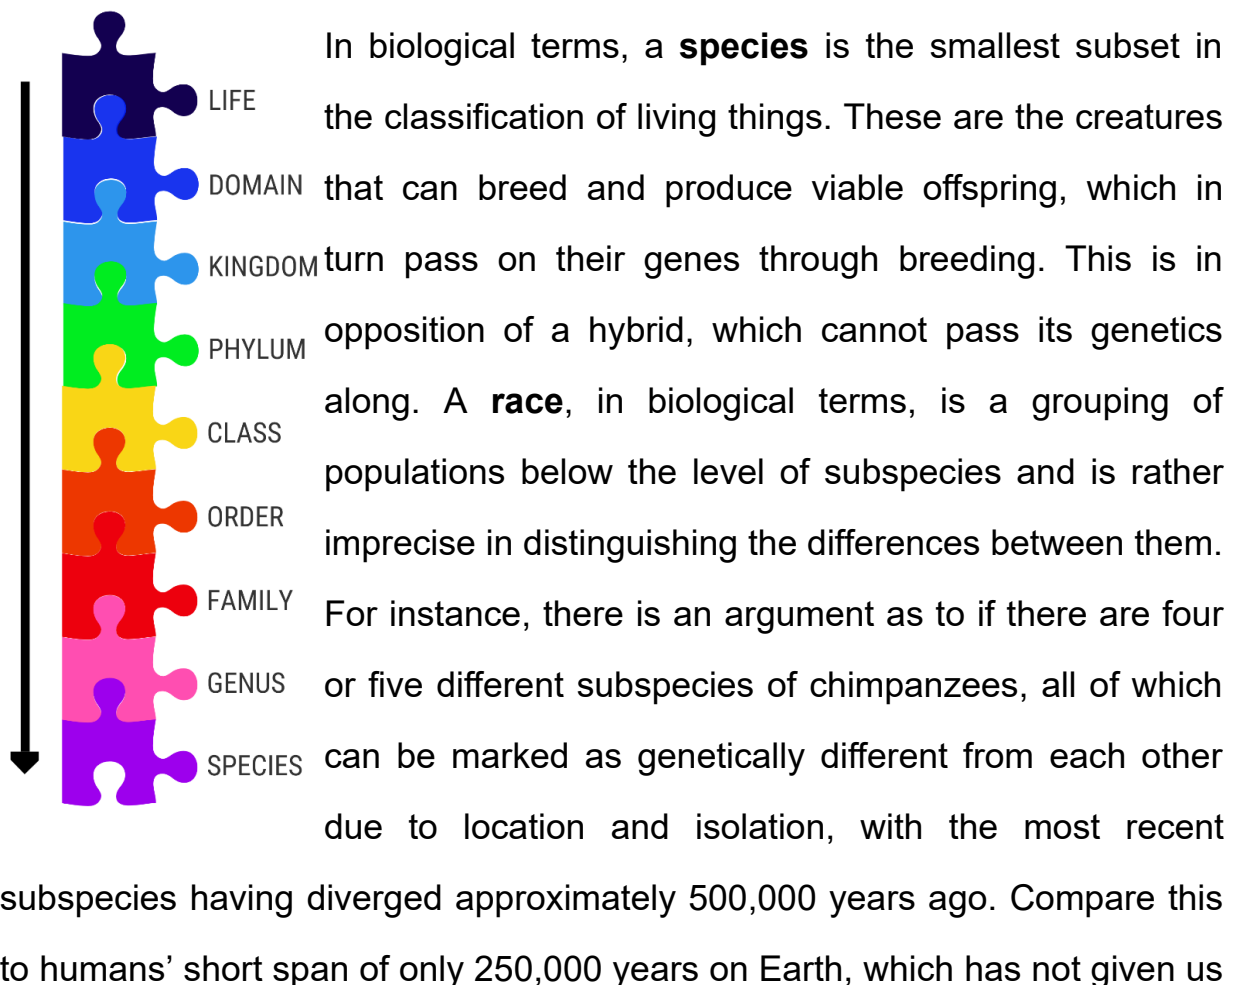 LIFE
DOMAIN
KINGDOM
PHYLUM
CLASS
ORDER
FAMILY
GENUS
SPECIES
In biological terms, a species is the smallest subset in
the classification of living things. These are the creatures
that can breed and produce viable offspring, which in
turn pass on their genes through breeding. This is in
opposition of a hybrid, which cannot pass its genetics
along. A race, in biological terms, is a grouping of
populations below the level of subspecies and is rather
imprecise in distinguishing the differences between them.
For instance, there is an argument as to if there are four
or five different subspecies of chimpanzees, all of which
can be marked as genetically different from each other
due to location and isolation, with the most recent
subspecies having diverged approximately 500,000 years ago. Compare this
to humans’ short span of only 250,000 years on Earth, which has not given us